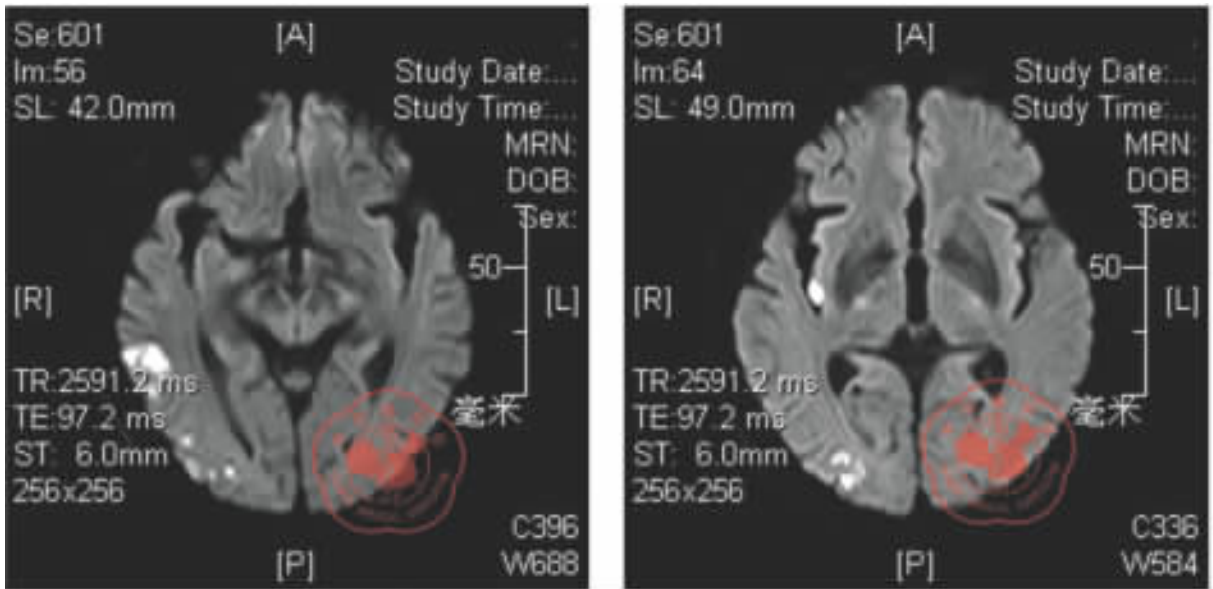 Se:601
[A]
Im:56
Study Date:...
SL: 42.0mm
Study Time:...
MRN:
DOB:
Sex:
50
[R]
[L]
TR:2591.2 ms
毫米
TE:97.2 ms
ST: 6.0mm
256x256
C396
[P]
W688
Se:601
[A]
Im:64
Study Date:...
SL: 49.0mm
Study Time:...
MRN:
DOB:
Sex:
50
[R]
[L]
TR:2591.2 ms
毫米
TE:97.2 ms
ST: 6.0mm
256x256
C336
[P]
W584